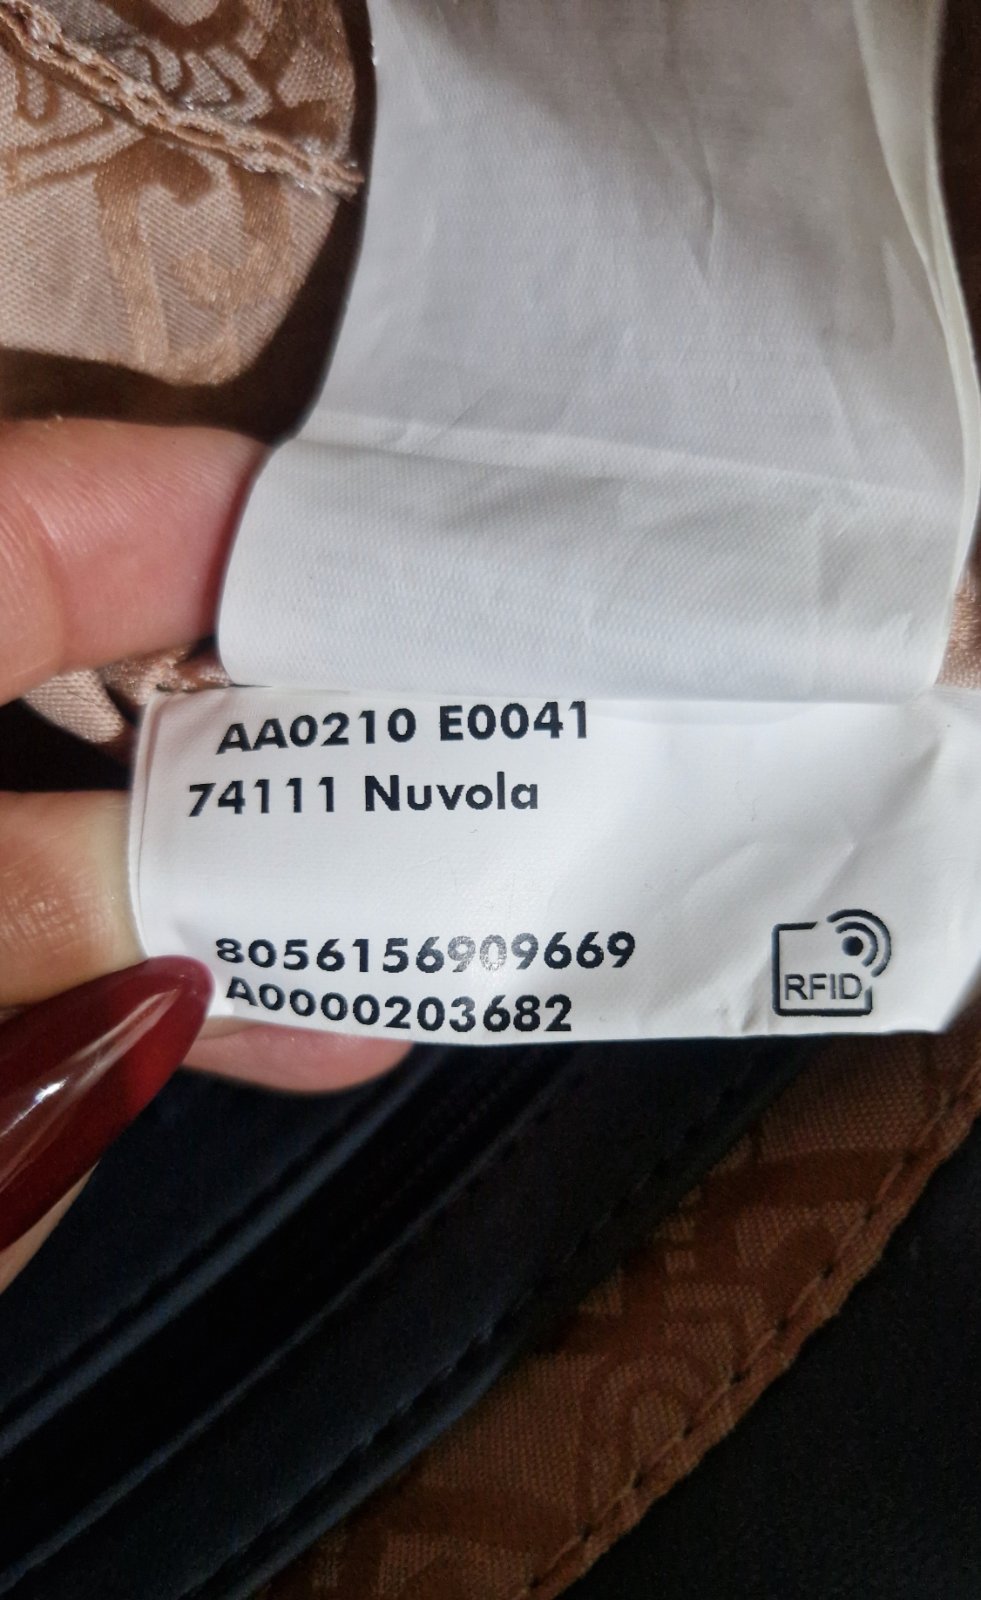 AA0210 E0041
74111 Nuvola
8056156909669
A0000203682
RFID